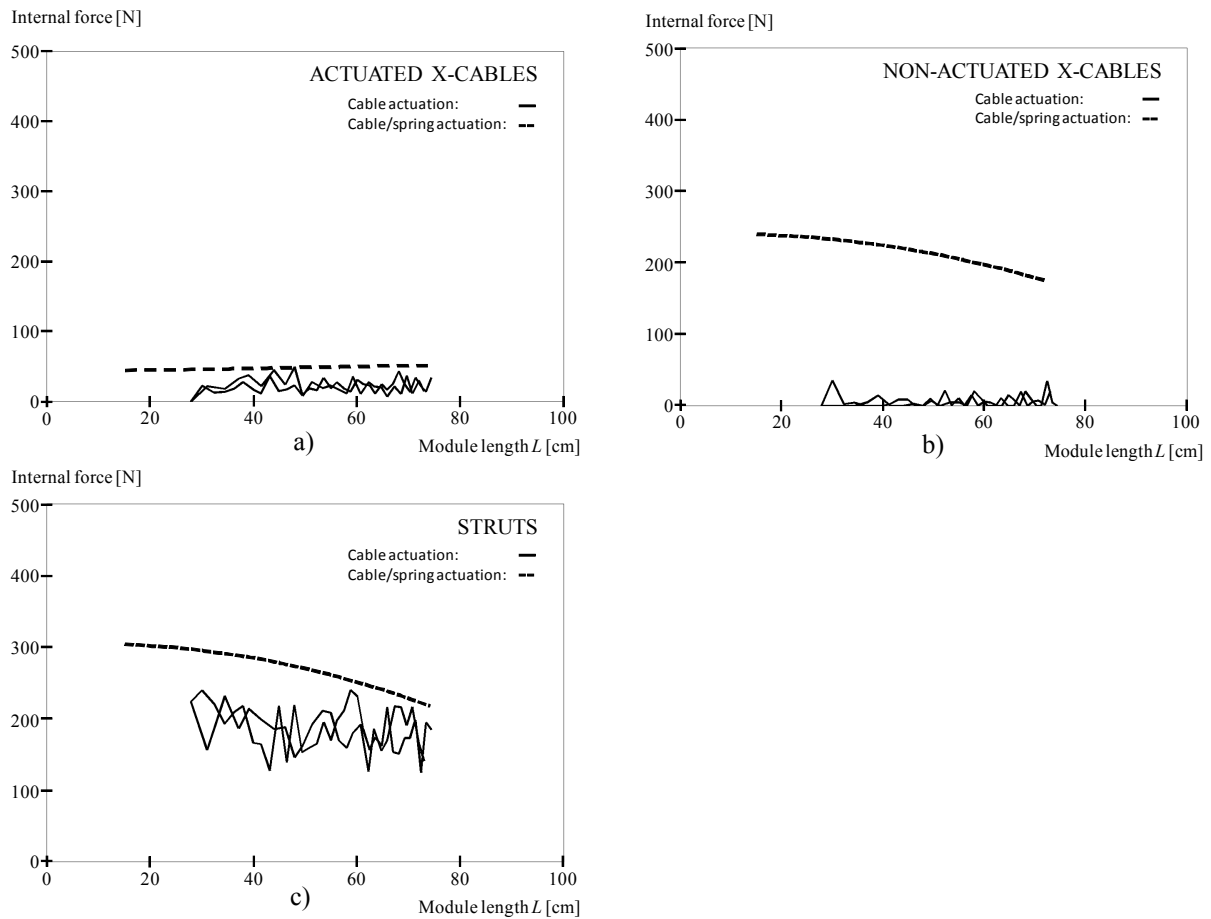 Internal force [N]
500
400
300
200
100
0
0 20 40 60 80 100
ACTUATED X-CABLES
Cable actuation:
Cable/spring actuation:
a)
Module length L [cm]
Internal force [N]
500
400
300
200
100
0
0 20 40 60 80 100
NON-ACTUATED X-CABLES
Cable actuation:
Cable/spring actuation:
b)
Module length L [cm]
Internal force [N]
500
400
300
200
100
0
0 20 40 60 80 100
STRUTS
Cable actuation:
Cable/spring actuation:
c)
Module length L [cm]